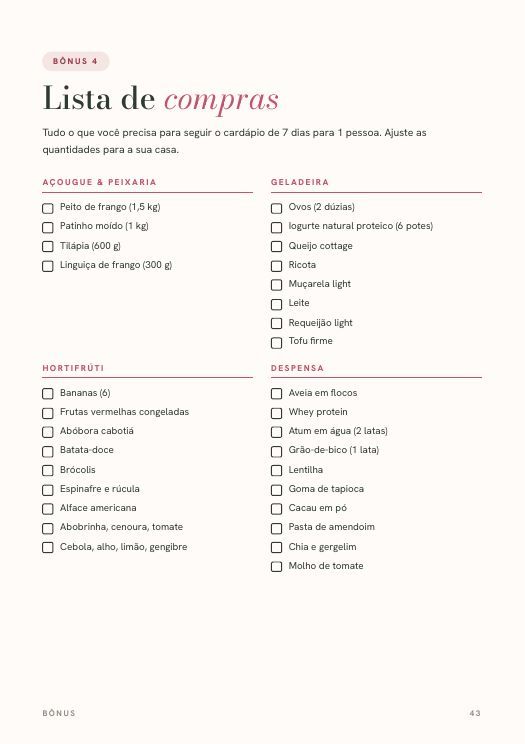 BÔNUS 4
Lista de compras
Tudo o que você precisa para seguir o cardápio de 7 dias para 1 pessoa. Ajuste as
quantidades para a sua casa.
AÇOUGUE & PEIXARIA
Peito de frango (1,5 kg)
Patinho moído (1 kg)
Tilápia (600 g)
Linguiça de frango (300 g)
GELADEIRA
Ovos (2 dúzias)
Iogurte natural proteico (6 potes)
Queijo cottage
Ricota
Muçarela light
Leite
Requeijão light
Tofu firme
HORTIFRÚTI
Bananas (6)
Frutas vermelhas congeladas
Abóbora cabotiá
Batata-doce
Brócolis
Espinafre e rúcula
Alface americana
Abobrinha, cenoura, tomate
Cebola, alho, limão, gengibre
DESPENSA
Aveia em flocos
Whey protein
Atum em água (2 latas)
Grão-de-bico (1 lata)
Lentilha
Goma de tapioca
Cacau em pó
Pasta de amendoim
Chia e gergelim
Molho de tomate
BÔNUS
43